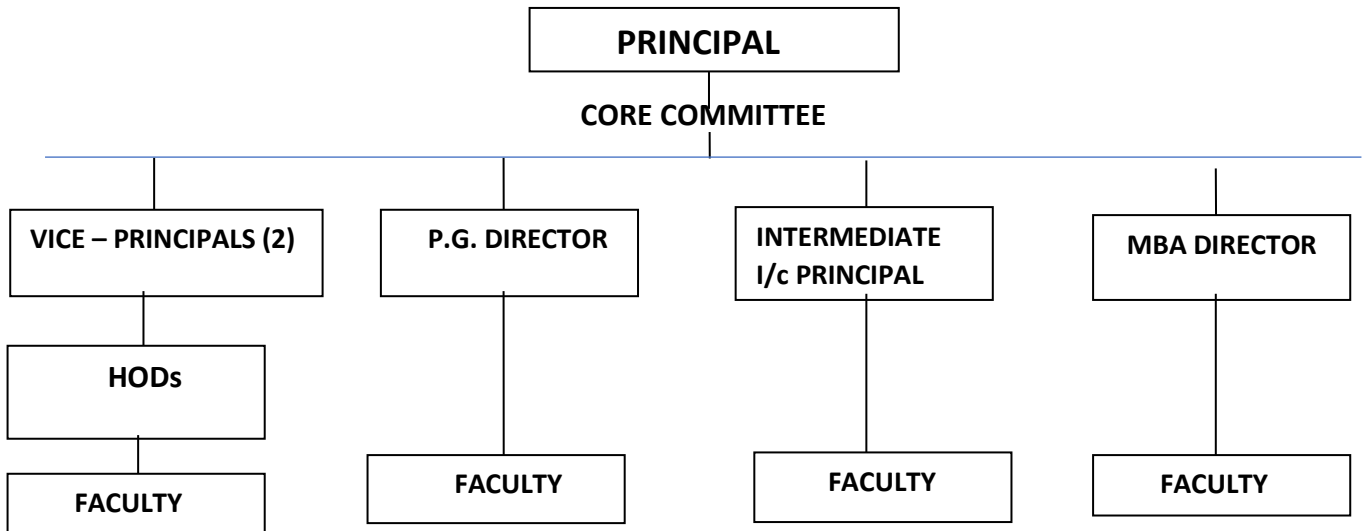 PRINCIPAL
CORE COMMITTEE
VICE – PRINCIPALS (2)
P.G. DIRECTOR
INTERMEDIATE
I/c PRINCIPAL
MBA DIRECTOR
HODs
FACULTY
FACULTY
FACULTY
FACULTY